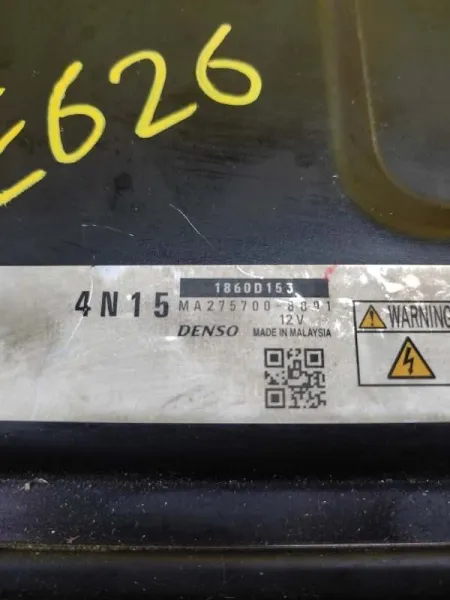 E626
1860D153
4N15
MA275700-8091
12V
DENSO MADE IN MALAYSIA
WARNING